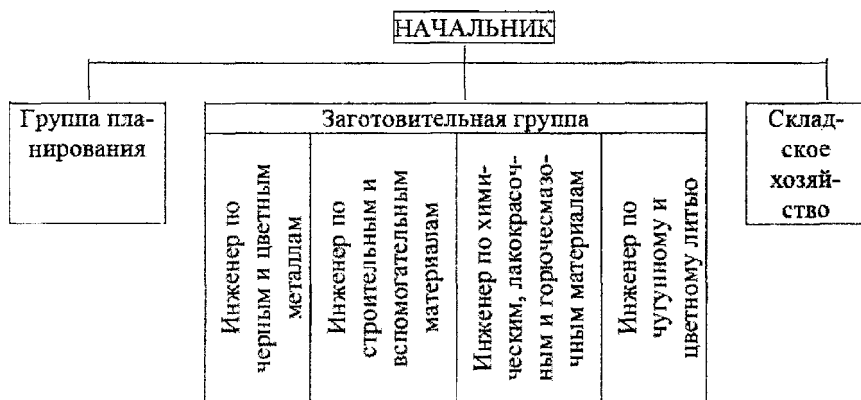 НАЧАЛЬНИК
Группа пла-
нирования
Заготовительная группа
Инженер по
черным и цветным
металлам
Инженер по
строительным и
вспомогательным
материалам
Инженер по хими-
ческим, лакокрасоч-
ным и горючесмазо-
чным материалам
Инженер по
чугунному и
цветному литью
Склад-
ское
хозяй-
ство